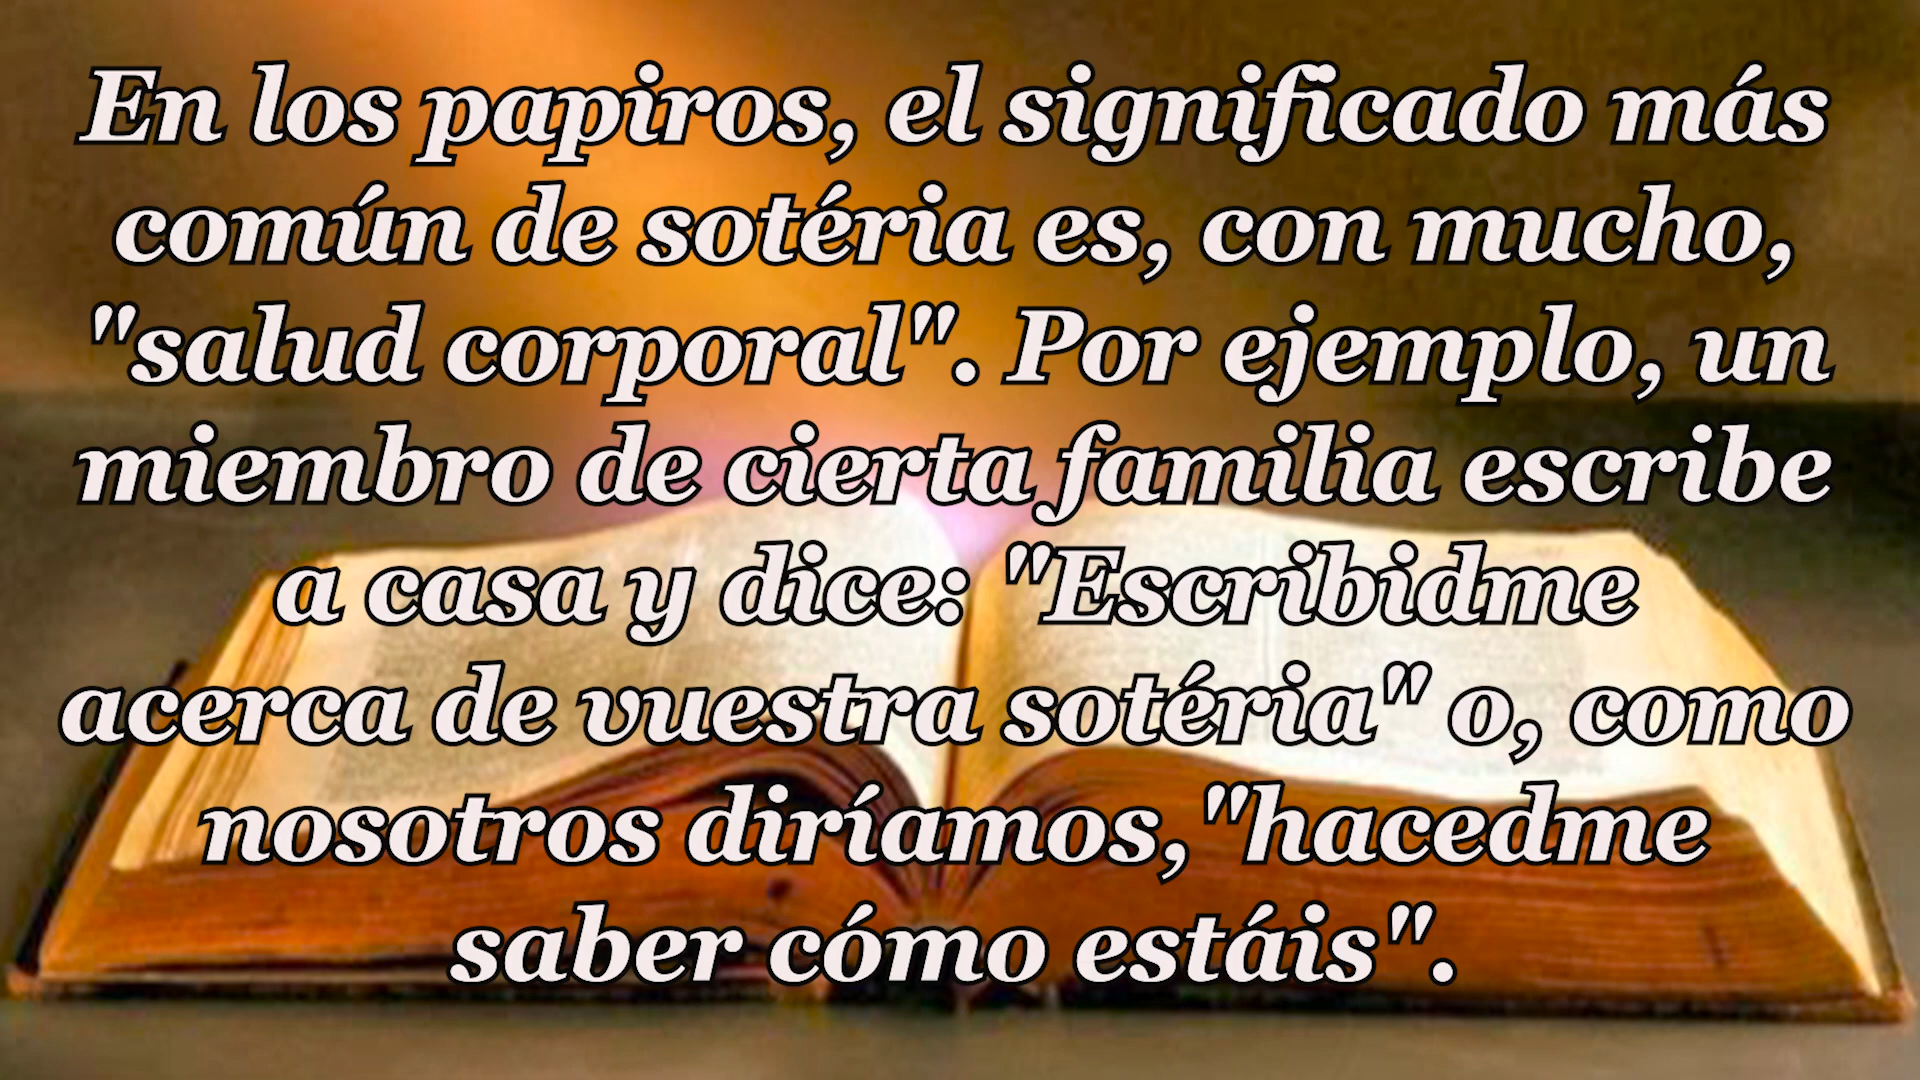 En los papiros, el significado más
común de sotéria es, con mucho,
"salud corporal". Por ejemplo, un
miembro de cierta familia escribe
a casa y dice: "Escribidme
acerca de vuestra sotéria" o, como
nosotros diríamos, "hacedme
saber cómo estáis".